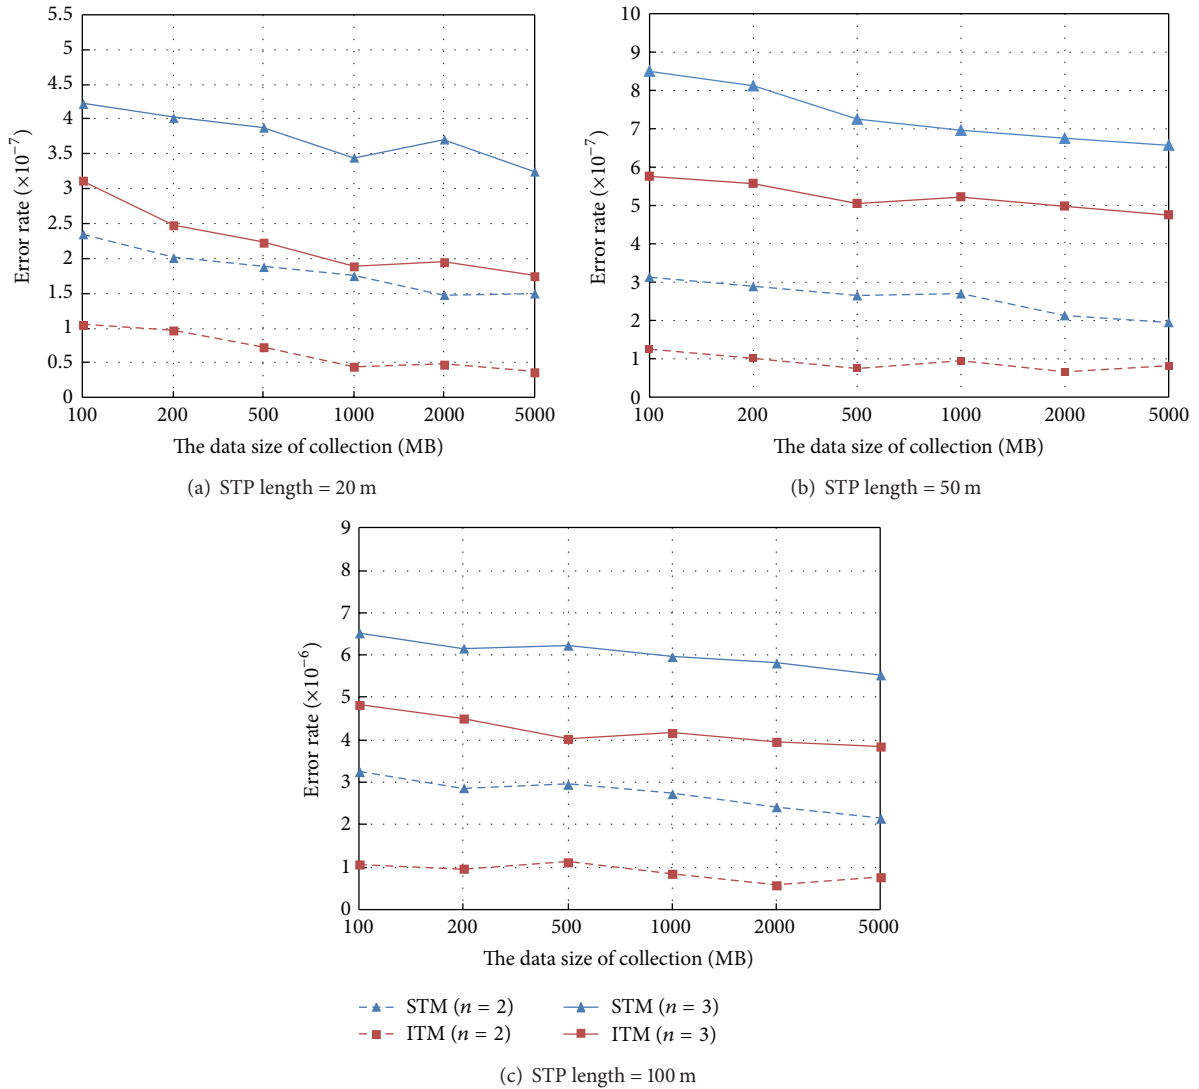 5.5
5
4.5
4
3.5
3
2.5
2
1.5
1
0.5
0
Error rate (×10⁻⁷)
100 200 500 1000 2000 5000
The data size of collection (MB)
(a) STP length = 20 m
10
9
8
7
6
5
4
3
2
1
0
Error rate (×10⁻⁷)
100 200 500 1000 2000 5000
The data size of collection (MB)
(b) STP length = 50 m
9
8
7
6
5
4
3
2
1
0
Error rate (×10⁻⁶)
100 200 500 1000 2000 5000
The data size of collection (MB)
STM (n = 2) STM (n = 3)
ITM (n = 2) ITM (n = 3)
(c) STP length = 100 m